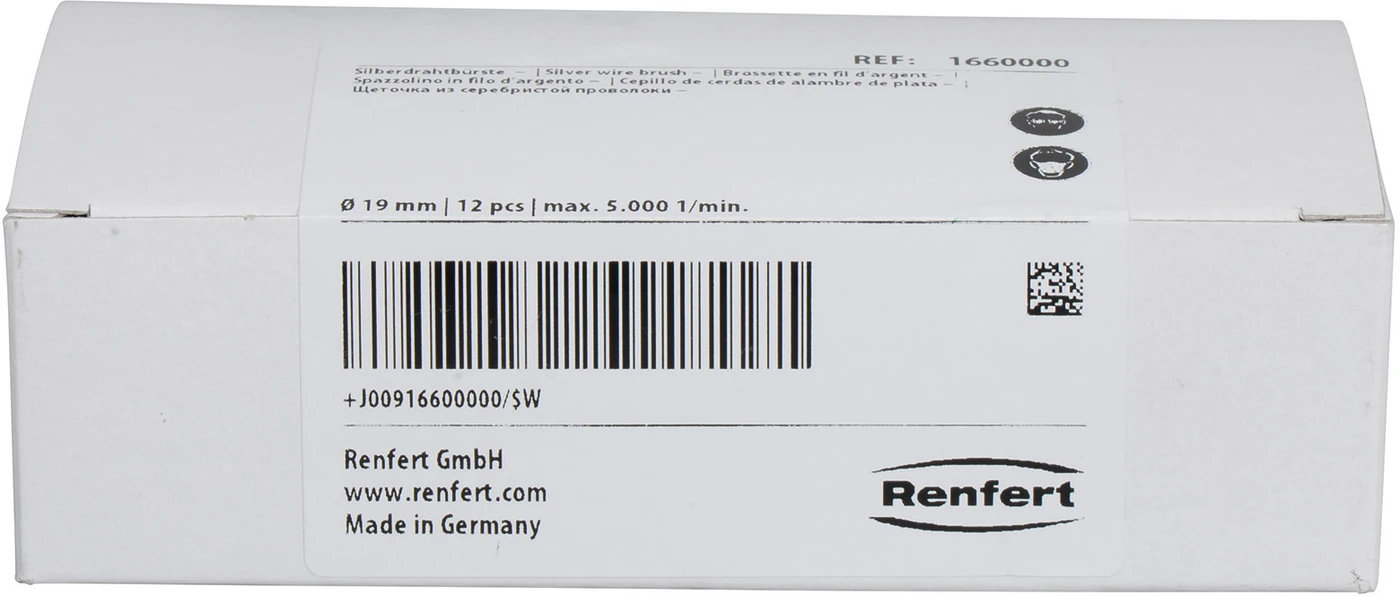 REF: 1660000
Silberdrahtbürste – | Silver wire brush – | Brossette en fil d'argent – |
Spazzolino in filo d'argento – | Cepillo de cerdas de alambre de plata – |
Щеточка из серебристой проволоки –
Ø 19 mm | 12 pcs | max. 5.000 1/min.
+J00916600000/$W
Renfert GmbH
www.renfert.com
Made in Germany
Renfert